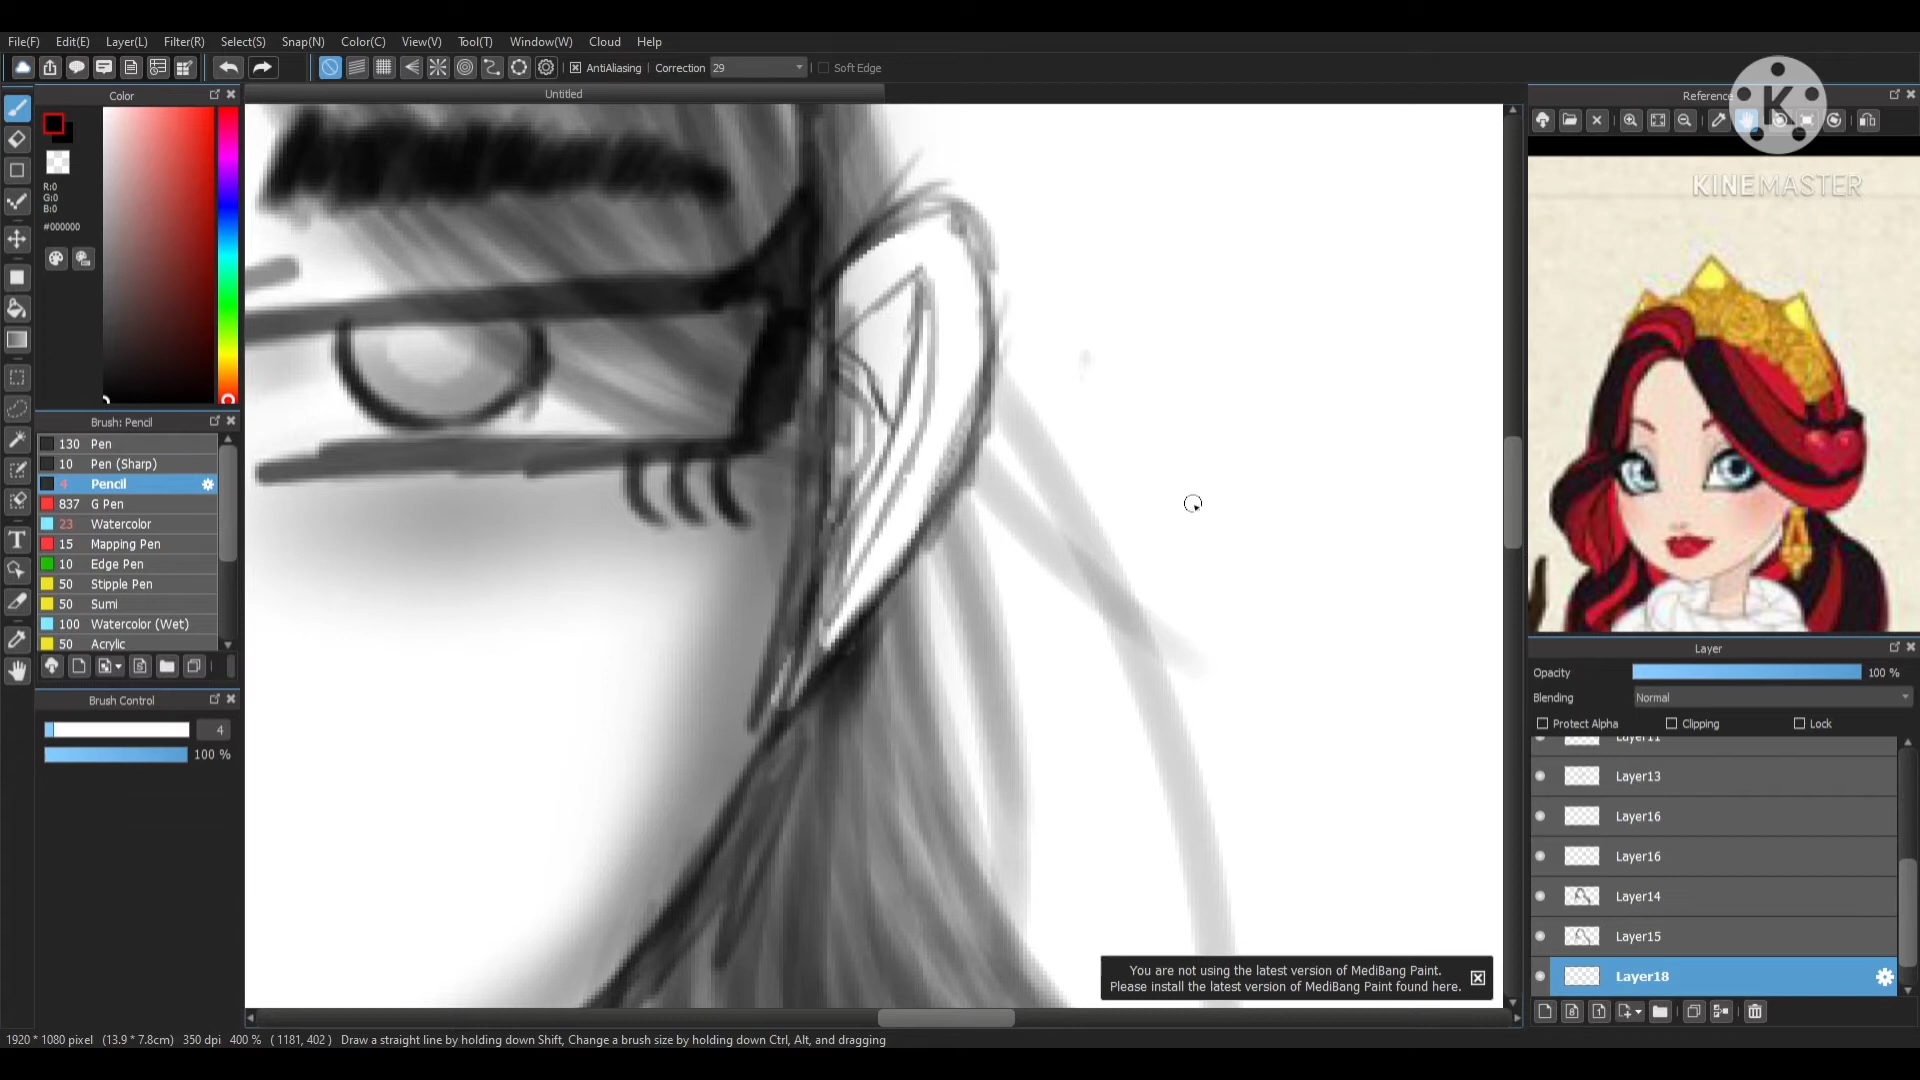 File(F) Edit(E) Layer(L) Filter(R) Select(S) Snap(N) Color(C) View(V) Tool(T) Window(W) Cloud Help
AntiAliasing Correction 29 Soft Edge
Color
Untitled
Reference
K
KINEMASTER
R:0
G:0
B:0
#000000
Brush: Pencil
130 Pen
10 Pen (Sharp)
4 Pencil
837 G Pen
23 Watercolor
15 Mapping Pen
10 Edge Pen
50 Stipple Pen
50 Sumi
100 Watercolor (Wet)
50 Acrylic
Brush Control
4
100 %
Layer
Opacity 100 %
Blending Normal
Protect Alpha Clipping Lock
Layer11
Layer13
Layer16
Layer16
Layer14
Layer15
Layer18
You are not using the latest version of MediBang Paint.
Please install the latest version of MediBang Paint found here.
1920 * 1080 pixel (13.9 * 7.8cm) 350 dpi 400 % ( 1181, 402 ) Draw a straight line by holding down Shift, Change a brush size by holding down Ctrl, Alt, and dragging